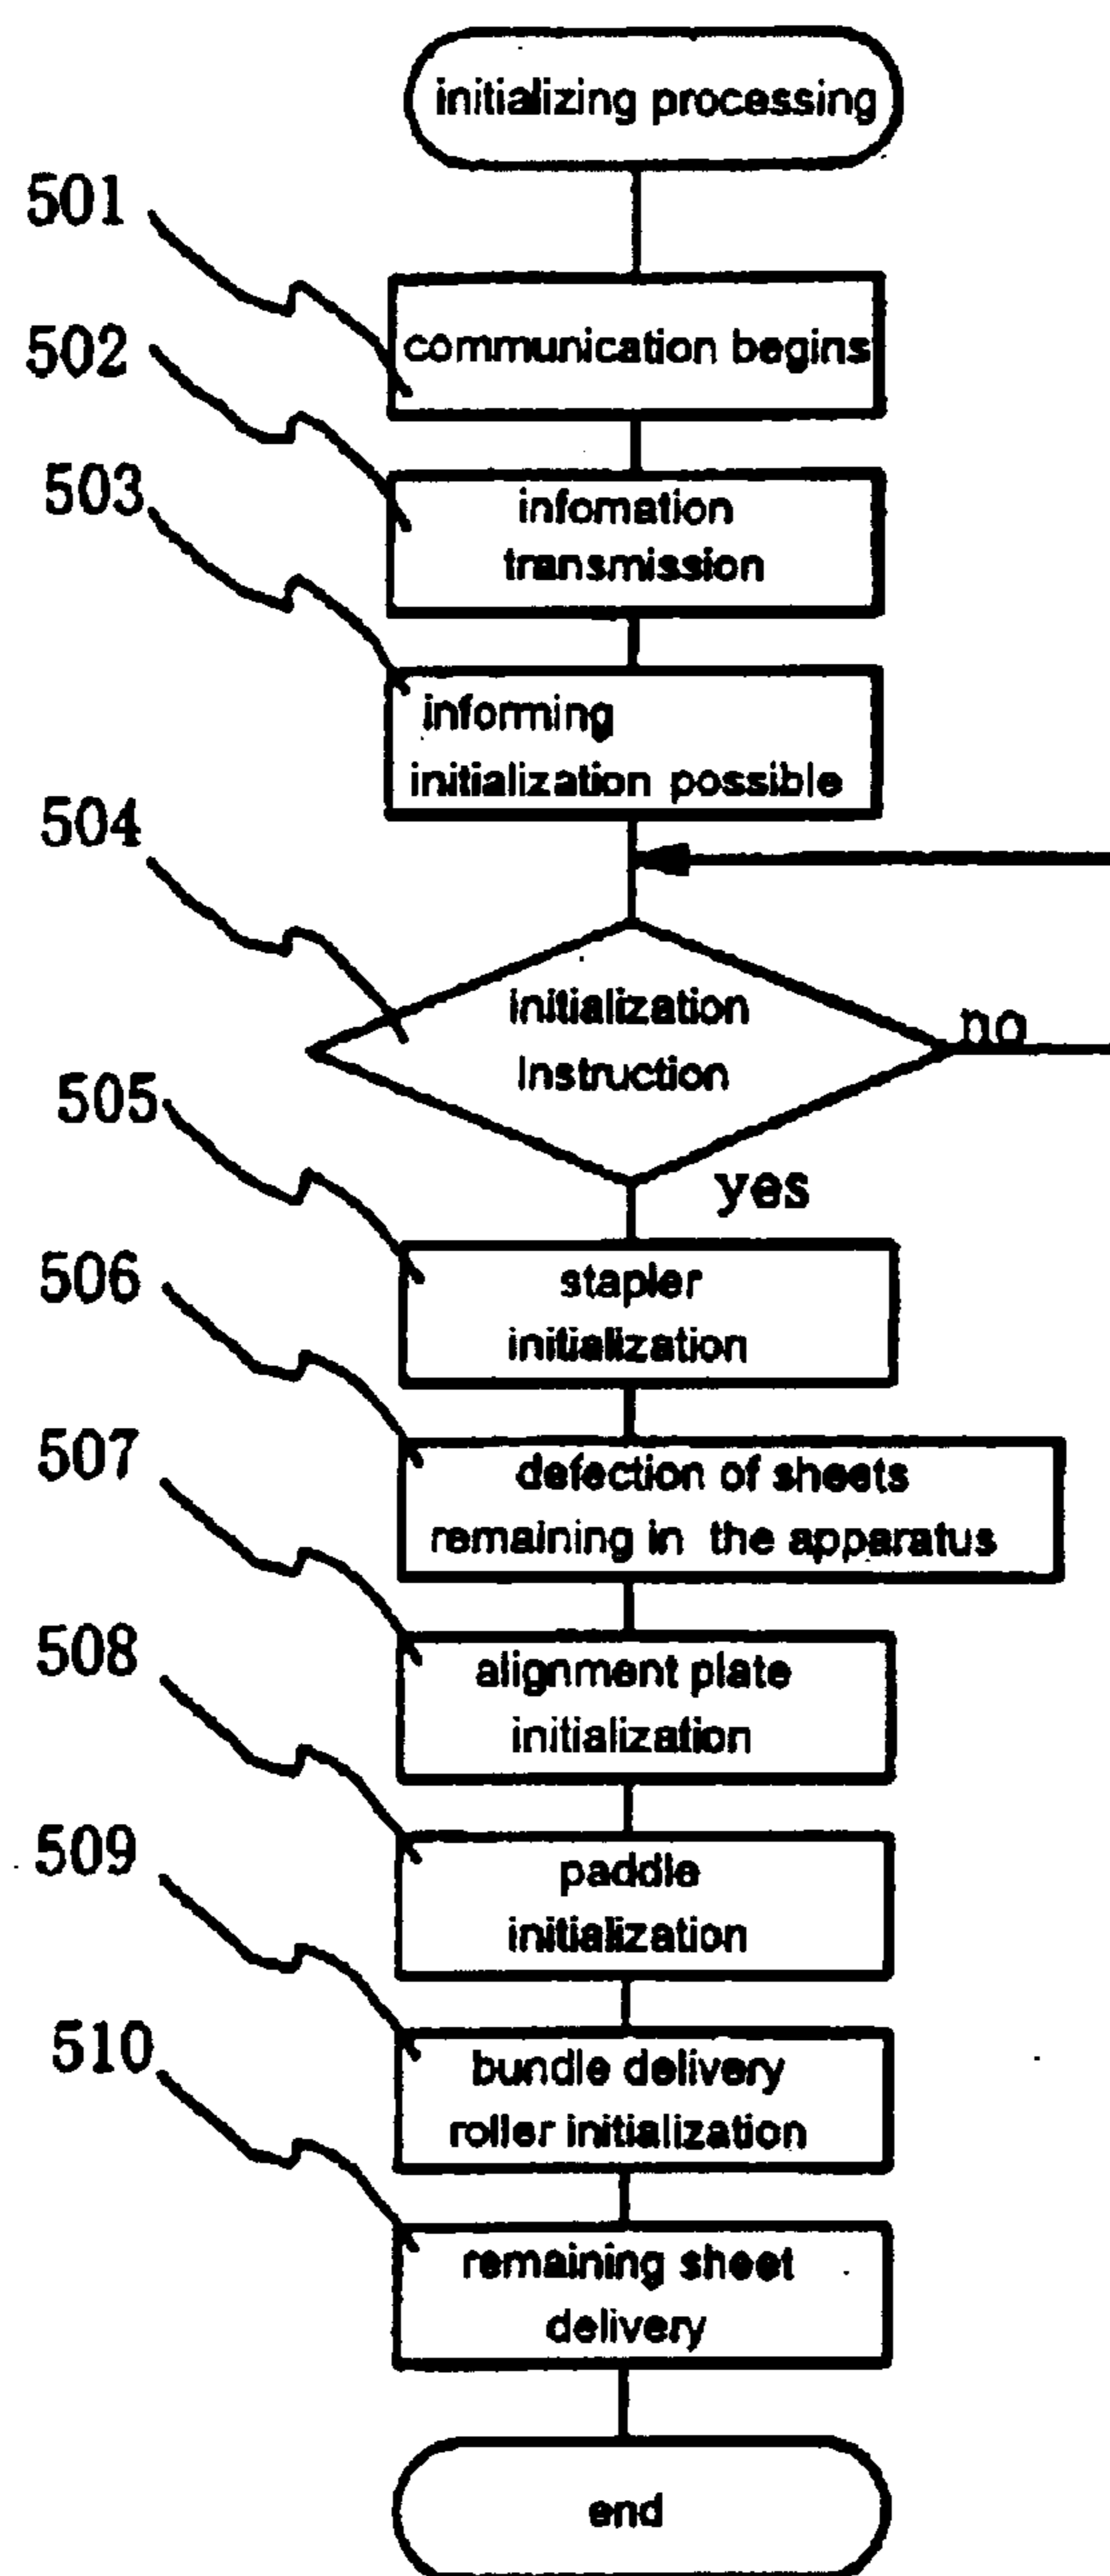 initializing processing
501
communication begins
502
infomation
transmission
503
informing
initialization possible
504
initialization
Instruction
no
yes
505
stapler
initialization
506
defection of sheets
remaining in the apparatus
507
alignment plate
initialization
508
paddle
initialization
509
bundle delivery
roller initialization
510
remaining sheet
delivery
end